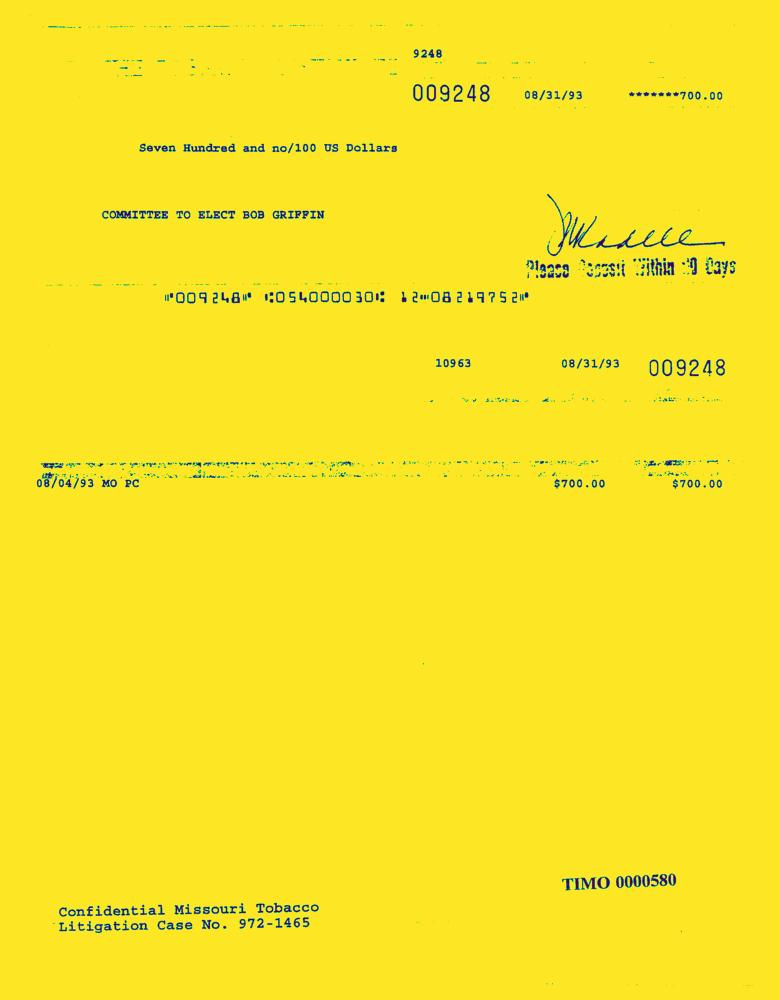 9248
009248 08/31/93 *******700.00
Seven Hundred and no/100 US Dollars
COMMITTEE TO ELECT BOB GRIFFIN
Please Deposit Within Days
⑈009248⑈ ⑆054000030⑆ 12⑈08219752⑈
10963 08/31/93 009248
08/04/93 MO PC $700.00 $700.00
TIMO 0000580
Confidential Missouri Tobacco
Litigation Case No. 972-1465